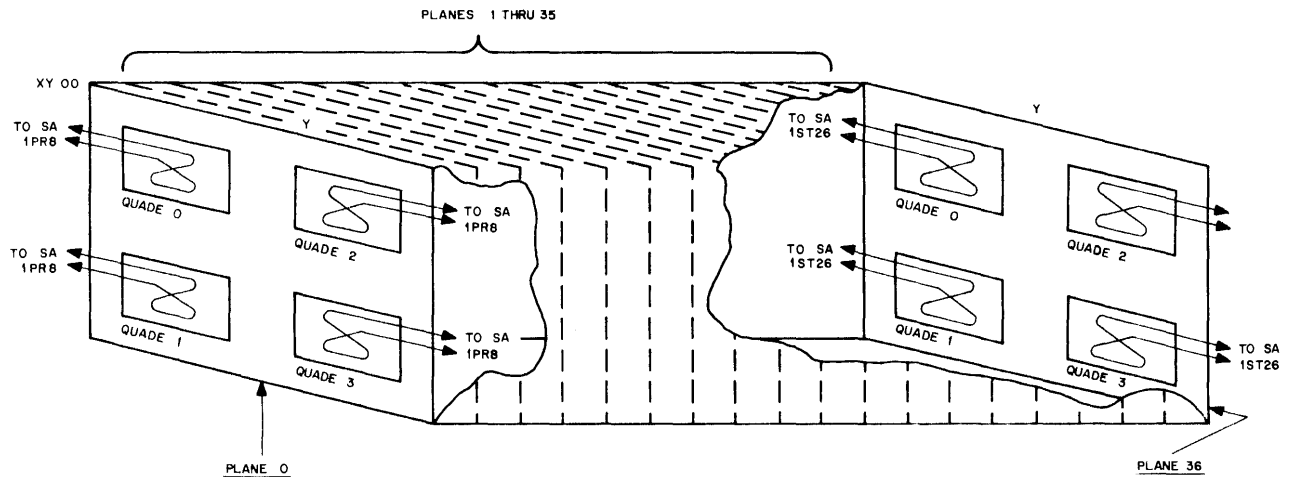 PLANES 1 THRU 35
XY 00
Y
Y
TO SA
1PR8
QUADE 0
QUADE 2
TO SA
1PR8
TO SA
1PR8
QUADE 1
QUADE 3
TO SA
1PR8
TO SA
1ST26
QUADE 0
QUADE 2
TO SA
1ST26
QUADE 1
QUADE 3
TO SA
1ST26
PLANE 0
PLANE 36